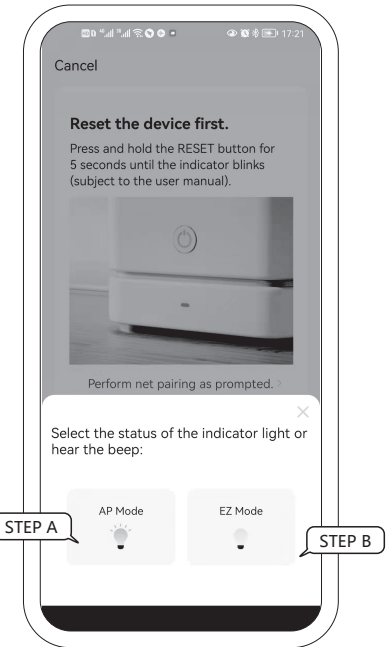 17:21
Cancel
Reset the device first.
Press and hold the RESET button for
5 seconds until the indicator blinks
(subject to the user manual).
Perform net pairing as prompted. >
Select the status of the indicator light or
hear the beep:
AP Mode
EZ Mode
STEP A
STEP B